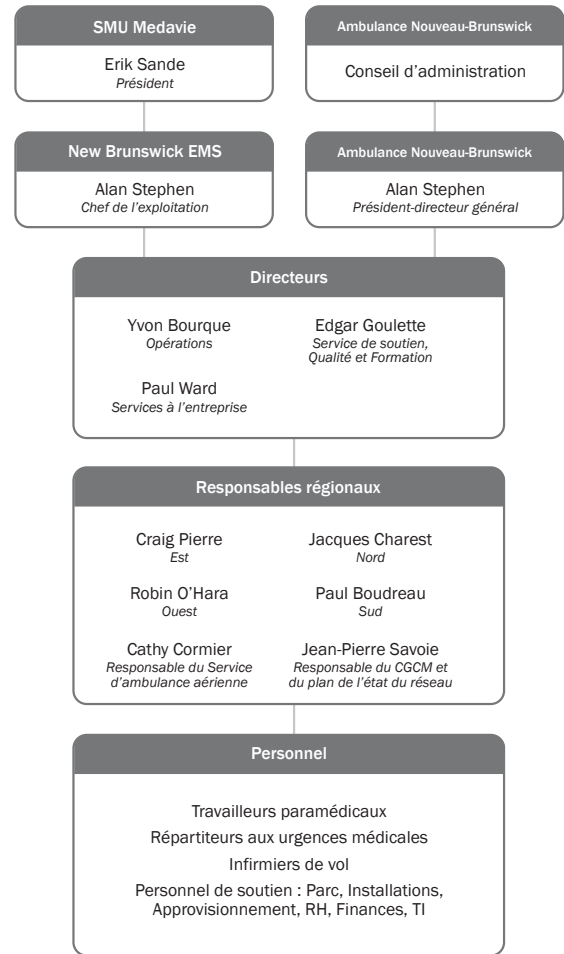 SMU Medavie
Erik Sande
Président
Ambulance Nouveau-Brunswick
Conseil d'administration
New Brunswick EMS
Alan Stephen
Chef de l'exploitation
Ambulance Nouveau-Brunswick
Alan Stephen
Président-directeur général
Directeurs
Yvon Bourque
Opérations
Edgar Goulette
Service de soutien,
Qualité et Formation
Paul Ward
Services à l'entreprise
Responsables régionaux
Craig Pierre
Est
Jacques Charest
Nord
Robin O'Hara
Ouest
Paul Boudreau
Sud
Cathy Cormier
Responsable du Service
d'ambulance aérienne
Jean-Pierre Savoie
Responsable du CGCM et
du plan de l'état du réseau
Personnel
Travailleurs paramédicaux
Répartiteurs aux urgences médicales
Infirmiers de vol
Personnel de soutien : Parc, Installations,
Approvisionnement, RH, Finances, TI